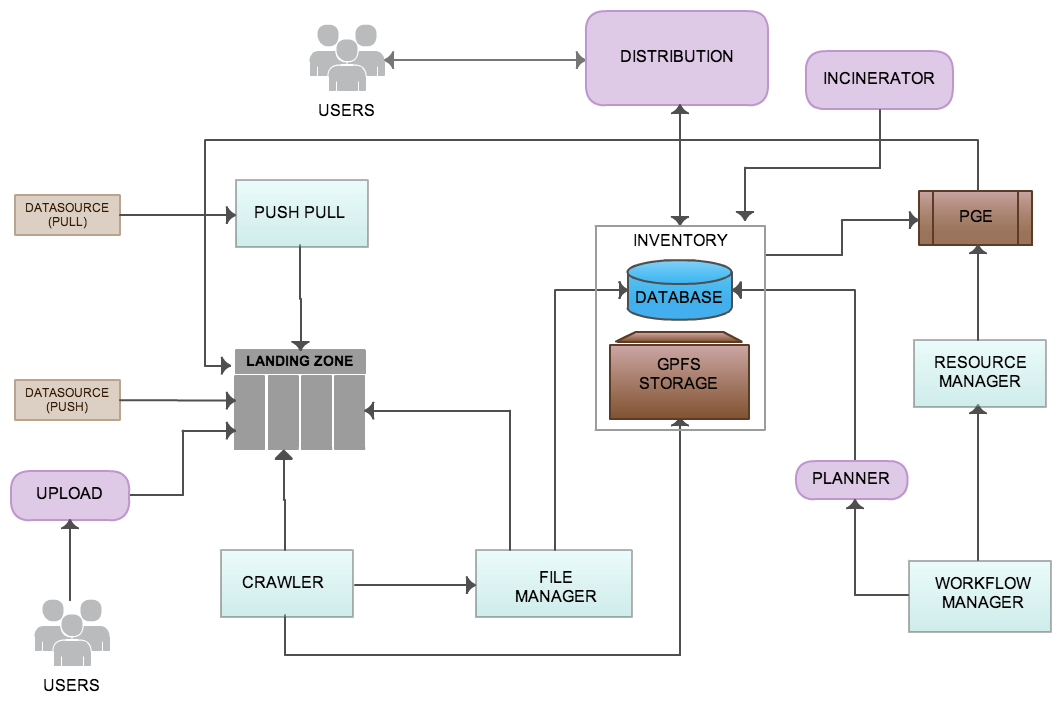 DISTRIBUTION
INCINERATOR
USERS
DATASOURCE
(PULL)
PUSH PULL
PGE
INVENTORY
DATABASE
LANDING ZONE
GPFS
STORAGE
RESOURCE
MANAGER
DATASOURCE
(PUSH)
PLANNER
UPLOAD
CRAWLER
FILE
MANAGER
WORKFLOW
MANAGER
USERS